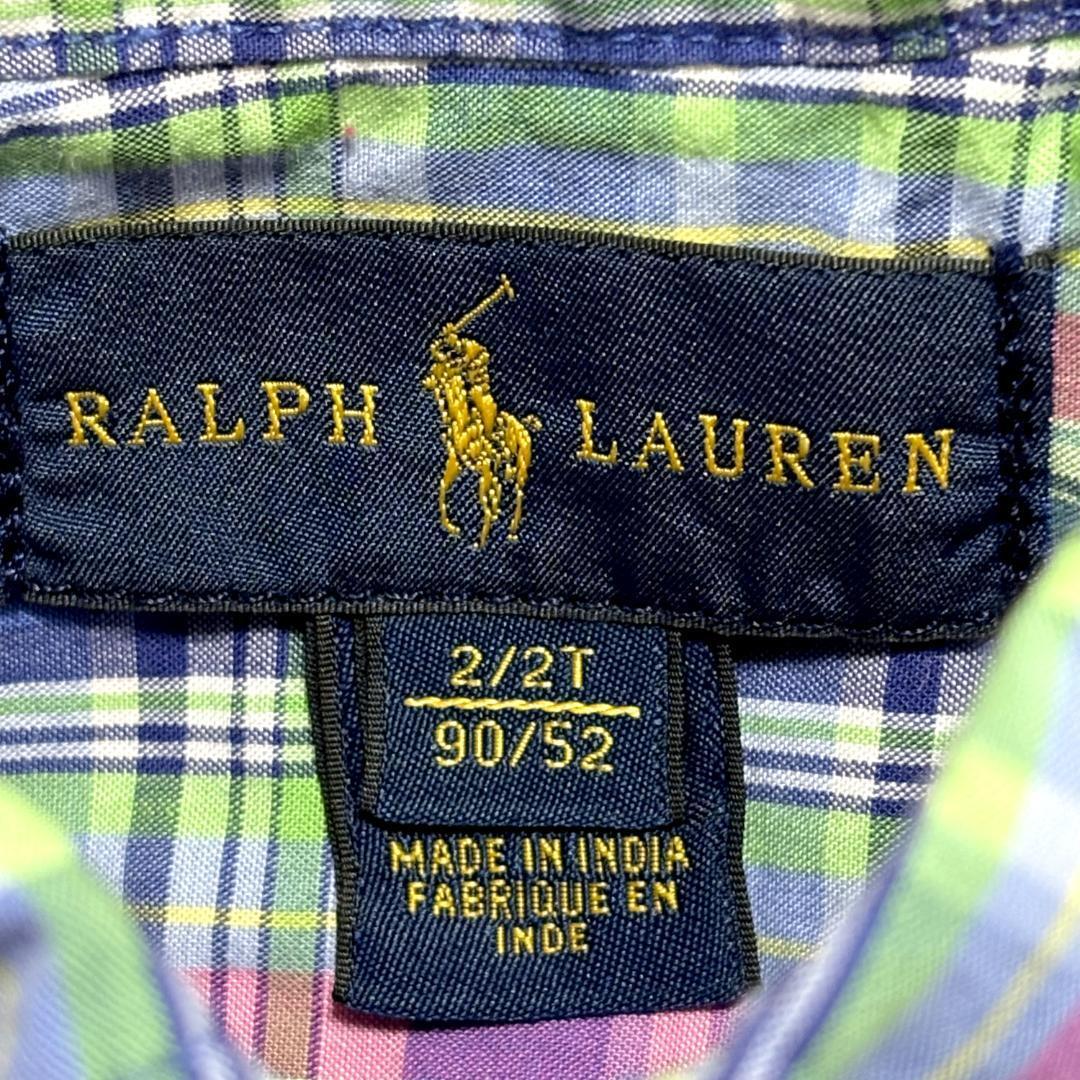 RALPH LAUREN
2/2T
90/52
MADE IN INDIA
FABRIQUE EN
INDE